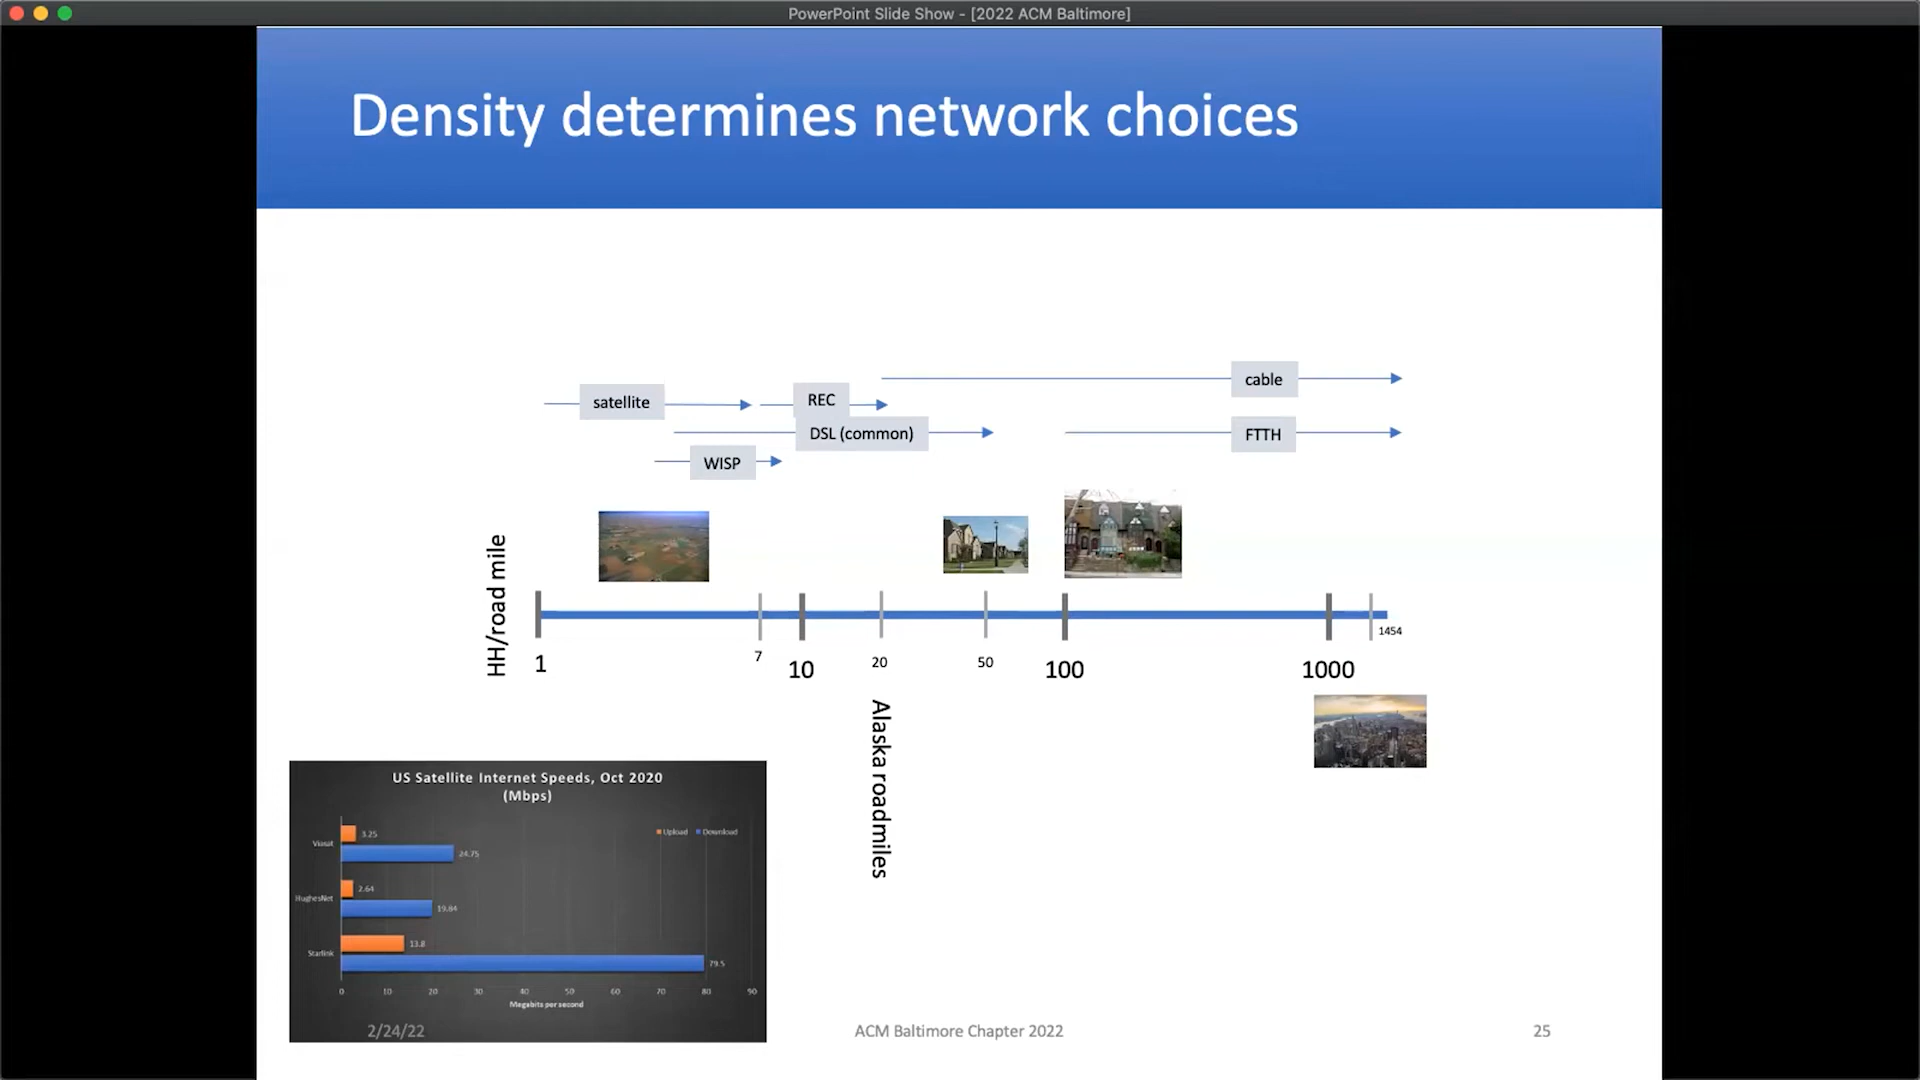 PowerPoint Slide Show - [2022 ACM Baltimore]
Density determines network choices
cable
satellite
REC
DSL (common)
FTTH
WISP
HH/road mile
1
7
10
20
50
100
1000
1454
Alaska roadmiles
US Satellite Internet Speeds, Oct 2020
(Mbps)
Upload Download
Viasat
3.25
24.75
HughesNet
2.64
19.84
Starlink
13.8
79.5
0 10 20 30 40 50 60 70 80 90
Megabits per second
2/24/22
ACM Baltimore Chapter 2022
25